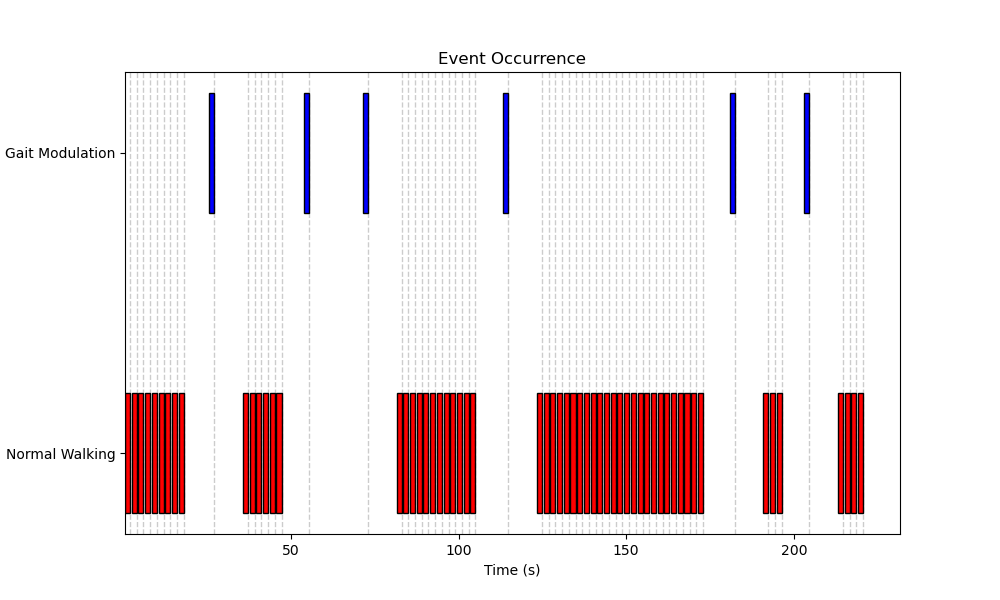 Event Occurrence
Gait Modulation
Normal Walking
50 100 150 200
Time (s)